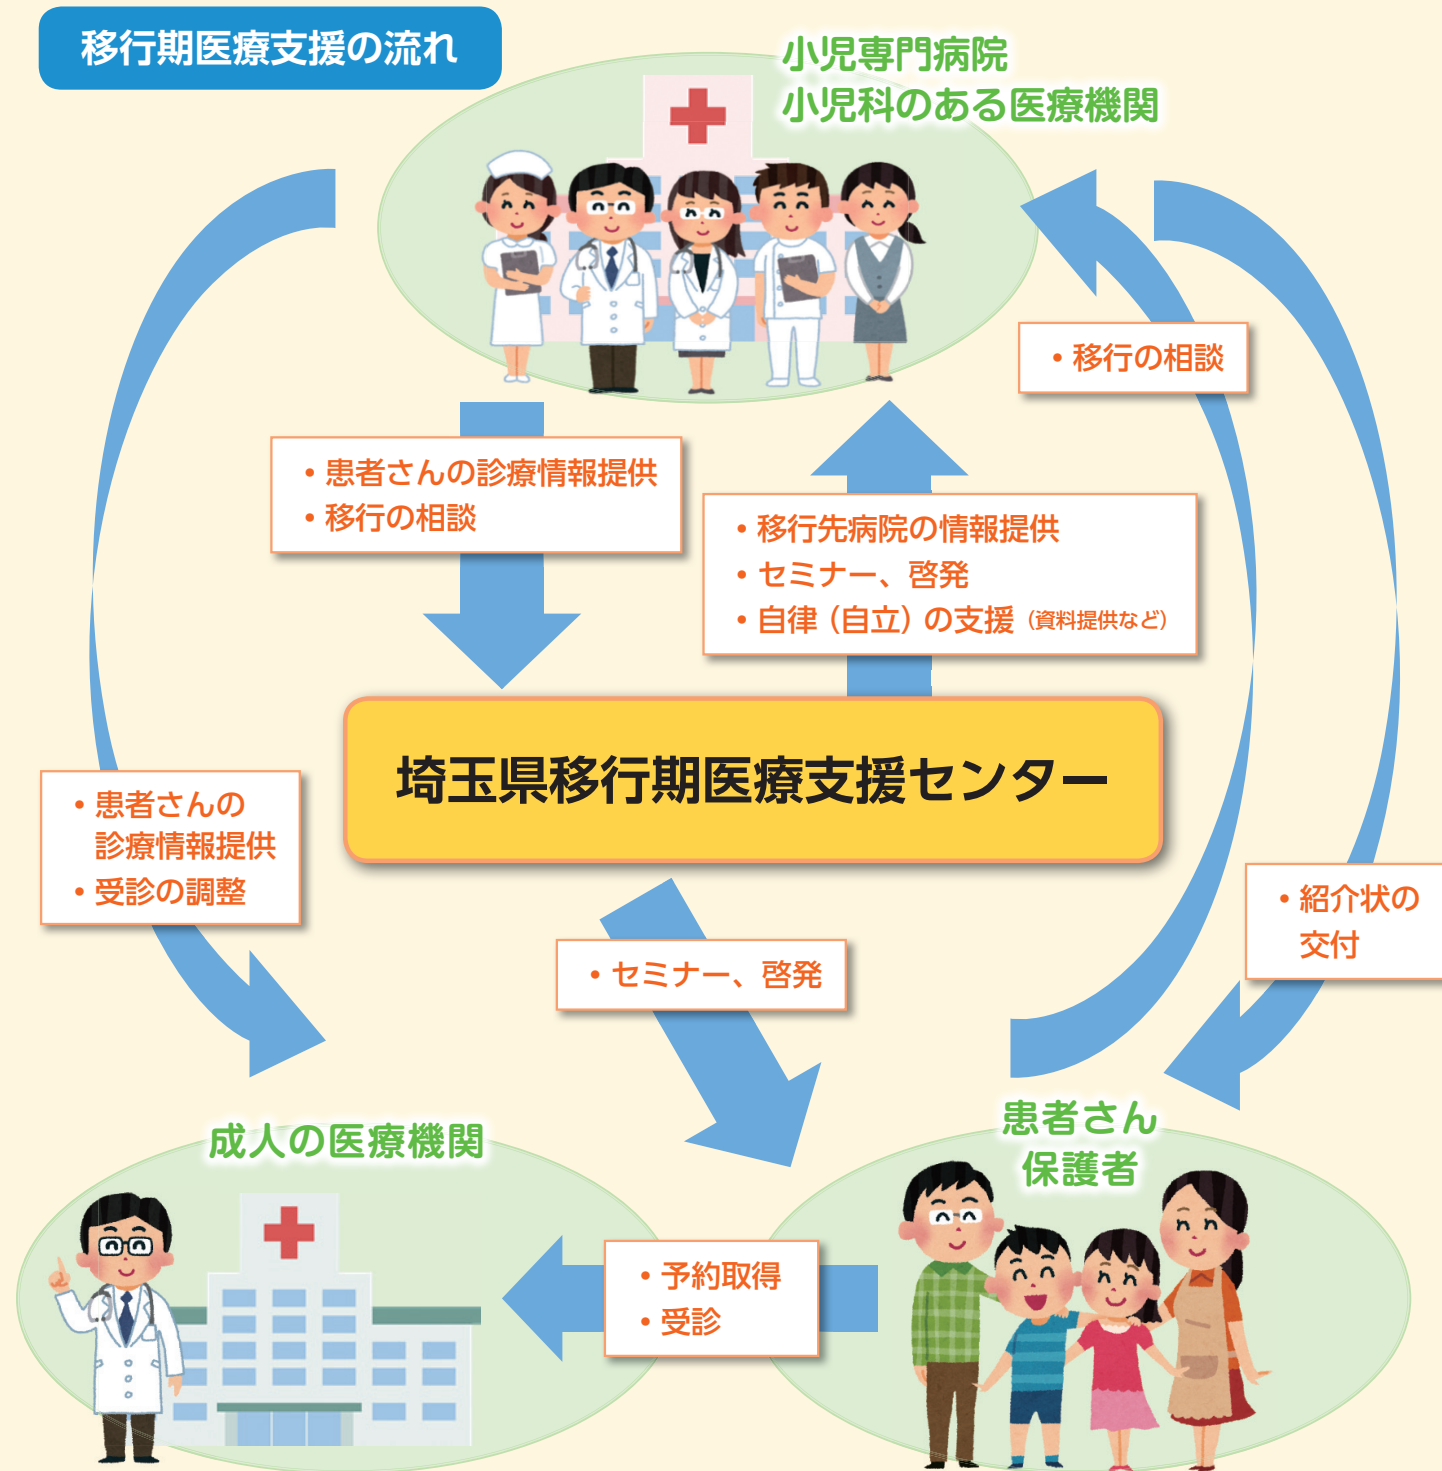 移行期医療支援の流れ
小児専門病院
小児科のある医療機関
・移行の相談
・患者さんの診療情報提供
・移行の相談
・移行先病院の情報提供
・セミナー、啓発
・自律（自立）の支援（資料提供など）
埼玉県移行期医療支援センター
・患者さんの
診療情報提供
・受診の調整
・紹介状の
交付
・セミナー、啓発
成人の医療機関
患者さん
保護者
・予約取得
・受診